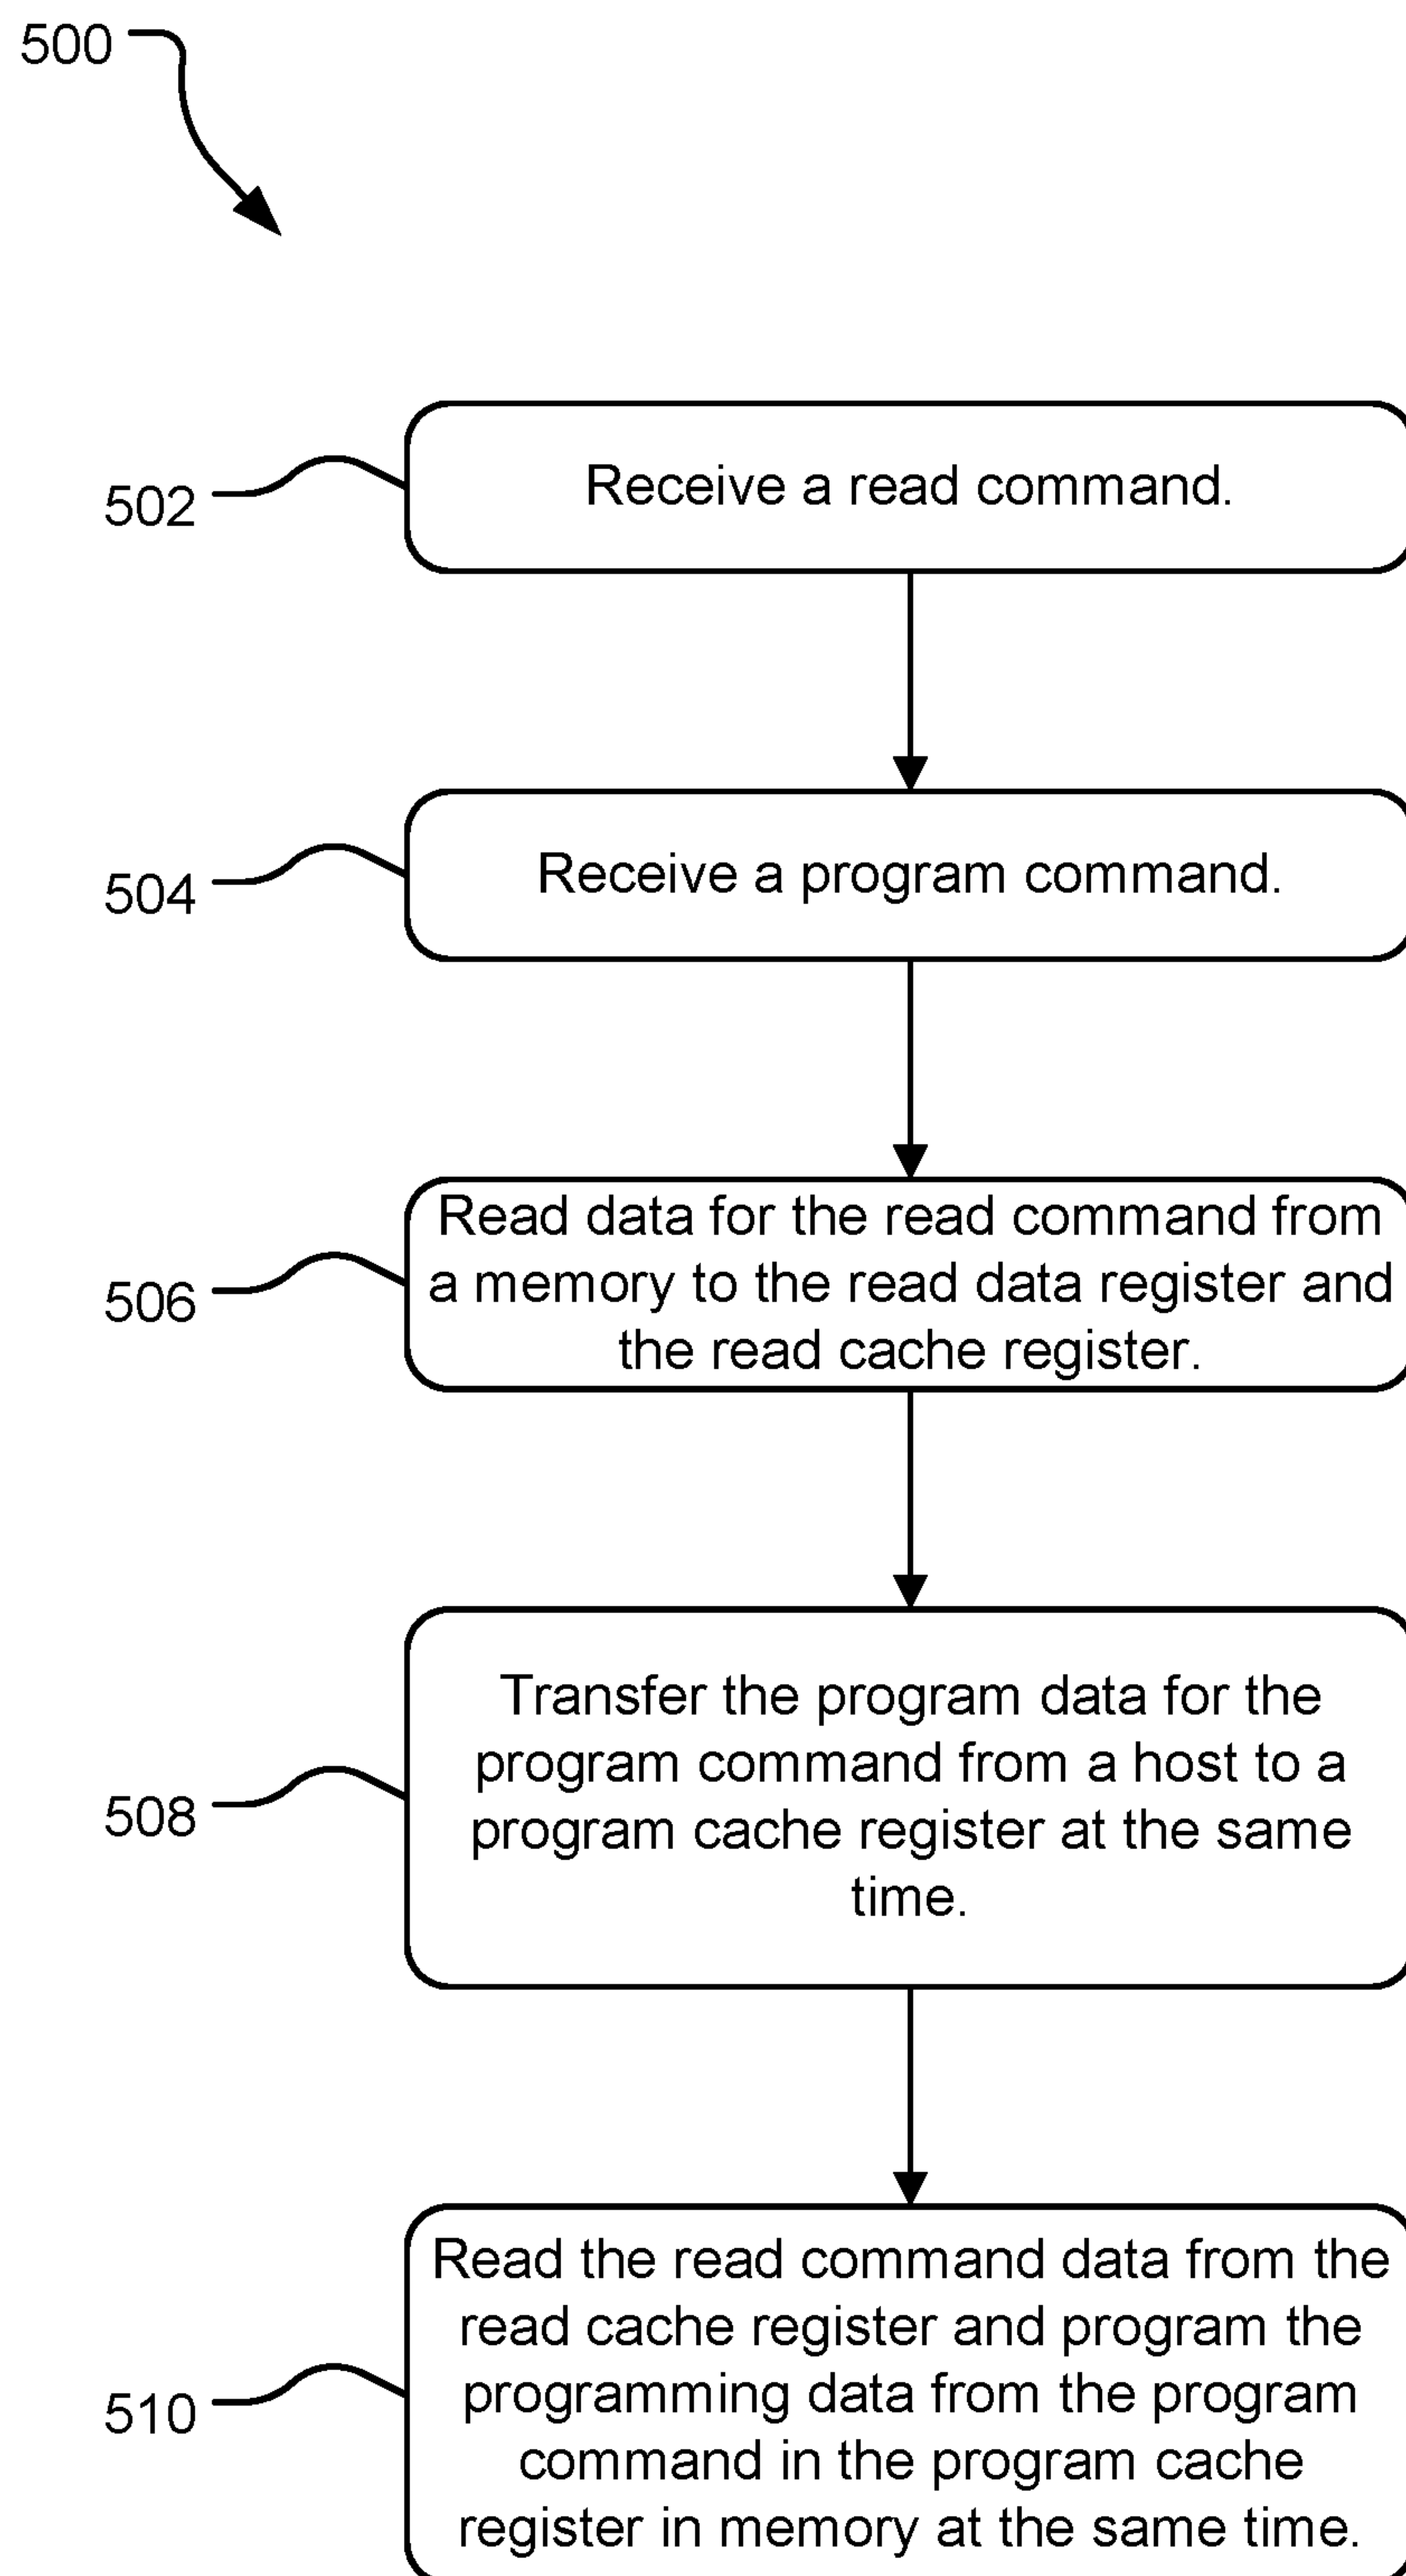 500
502
Receive a read command.
504
Receive a program command.
506
Read data for the read command from
a memory to the read data register and
the read cache register.
508
Transfer the program data for the
program command from a host to a
program cache register at the same
time.
510
Read the read command data from the
read cache register and program the
programming data from the program
command in the program cache
register in memory at the same time.